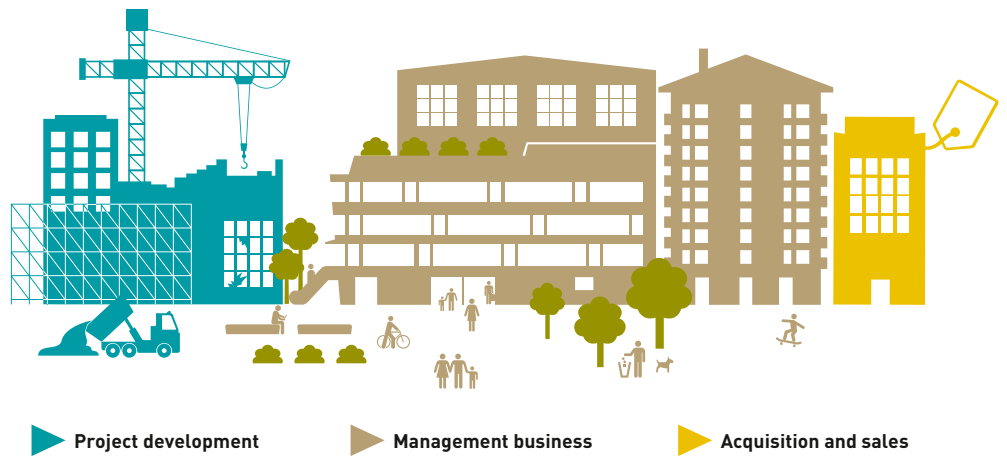 Project development
Management business
Acquisition and sales